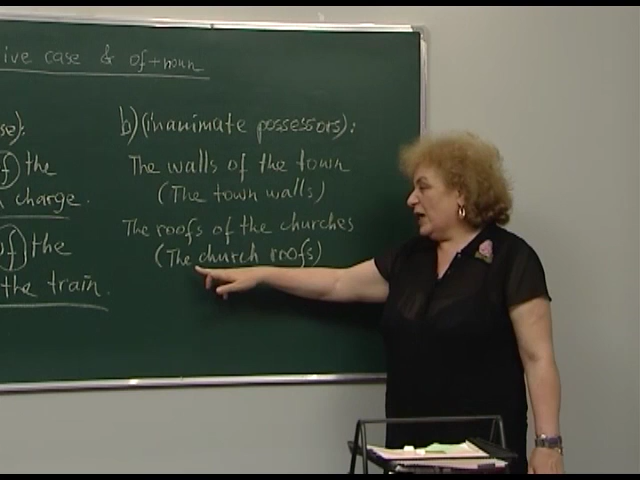 ive case & of+noun
se):
f the
charge.
of the
the train.
b) (inanimate possessors):
The walls of the town
(The town walls)
The roofs of the churches
(The church roofs)